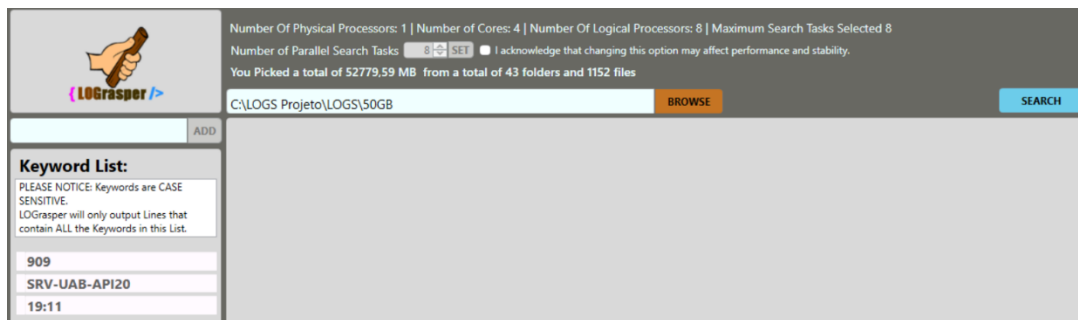 Number Of Physical Processors: 1 | Number of Cores: 4 | Number Of Logical Processors: 8 | Maximum Search Tasks Selected 8
Number of Parallel Search Tasks 8 SET I acknowledge that changing this option may affect performance and stability.
You Picked a total of 52779,59 MB from a total of 43 folders and 1152 files
{ LOGrasper />
C:\LOGS Projeto\LOGS\50GB BROWSE SEARCH
ADD
Keyword List:
PLEASE NOTICE: Keywords are CASE
SENSITIVE.
LOGrasper will only output Lines that
contain ALL the Keywords in this List.
909
SRV-UAB-API20
19:11